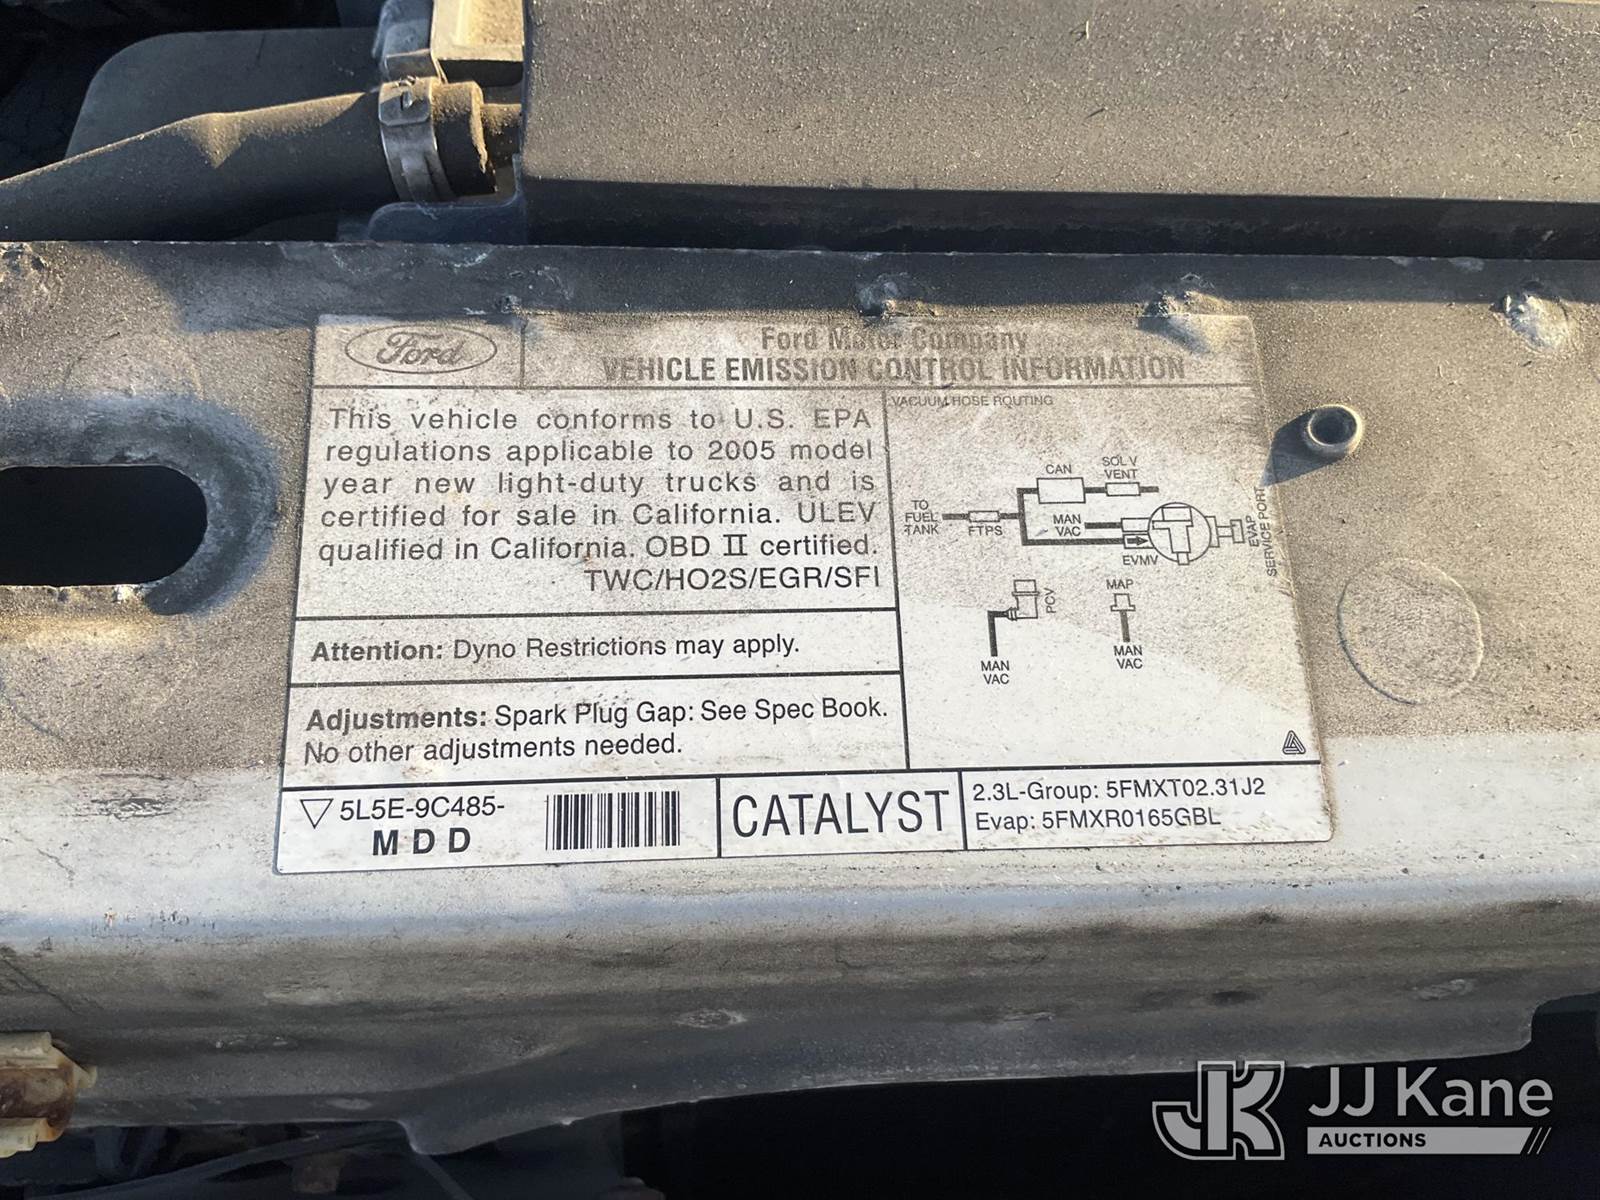 Ford
Ford Motor Company
VEHICLE EMISSION CONTROL INFORMATION
This vehicle conforms to U.S. EPA
regulations applicable to 2005 model
year new light-duty trucks and is
certified for sale in California. ULEV
qualified in California. OBD II certified.
TWC/HO2S/EGR/SFI
Attention: Dyno Restrictions may apply.
Adjustments: Spark Plug Gap: See Spec Book.
No other adjustments needed.
VACUUM HOSE ROUTING
CAN
SOL V
VENT
TO
FUEL
TANK
FTPS
MAN
VAC
EVMV
EVAP
SERVICE PORT
PCV
MAP
MAN
VAC
MAN
VAC
5L5E-9C485-
MDD
CATALYST
2.3L-Group: 5FMXT02.31J2
Evap: 5FMXR0165GBL
JK JJ Kane
AUCTIONS